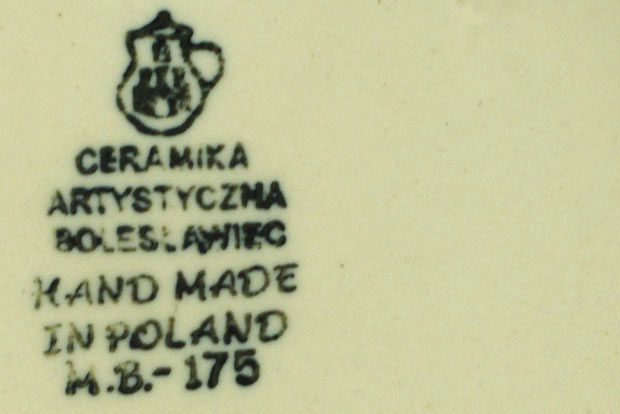 CERAMIKA
ARTYSTYCZNA
BOLESŁAWIEC
HAND MADE
IN POLAND
M.B.-175